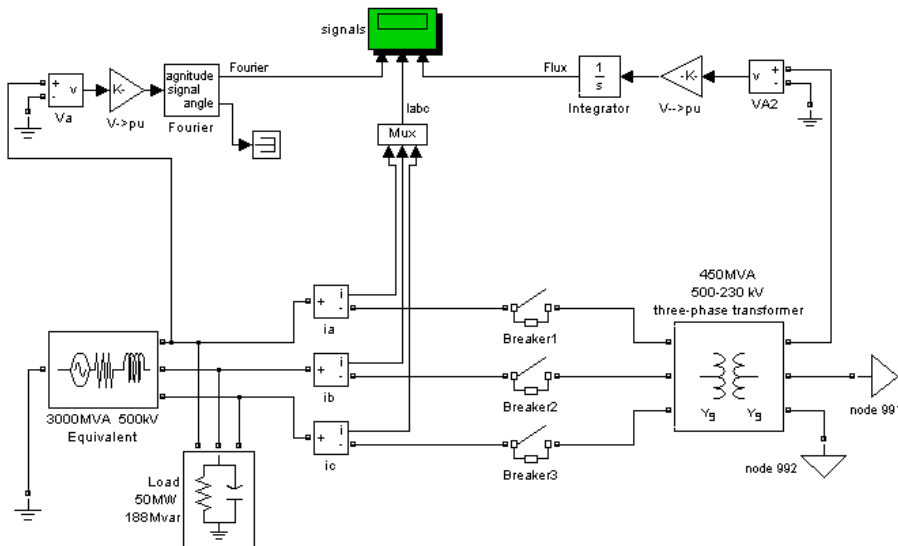 signals
Fourier
Flux
agnitude
signal
angle
+
-
v
K-
1
s
-K-
v
+
-
Va
V->pu
Fourier
Iabc
Integrator
V-->pu
VA2
Mux
450MVA
500-230 kV
three-phase transformer
+
i
-
ia
Breaker1
+
i
-
ib
Breaker2
3000MVA 500kV
Equivalent
Yg
Yg
node 991
+
i
-
ic
Breaker3
node 992
Load
50MW
188Mvar